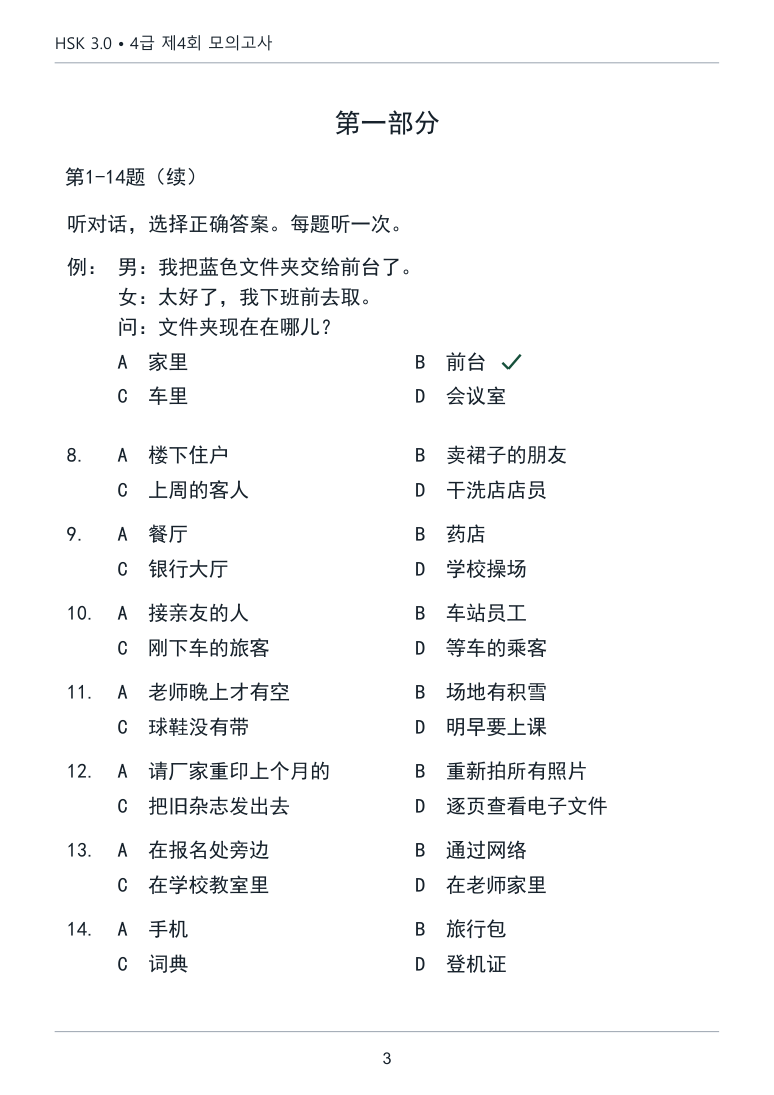 HSK 3.0 • 4급 제4회 모의고사
第一部分
第1-14题（续）
听对话，选择正确答案。每题听一次。
例： 男：我把蓝色文件夹交给前台了。
女：太好了，我下班前去取。
问：文件夹现在在哪儿？
A 家里 B 前台 ✓
C 车里 D 会议室
8. A 楼下住户 B 卖裙子的朋友
C 上周的客人 D 干洗店店员
9. A 餐厅 B 药店
C 银行大厅 D 学校操场
10. A 接亲友的人 B 车站员工
C 刚下车的旅客 D 等车的乘客
11. A 老师晚上才有空 B 场地有积雪
C 球鞋没有带 D 明早要上课
12. A 请厂家重印上个月的 B 重新拍所有照片
C 把旧杂志发出去 D 逐页查看电子文件
13. A 在报名处旁边 B 通过网络
C 在学校教室里 D 在老师家里
14. A 手机 B 旅行包
C 词典 D 登机证
3